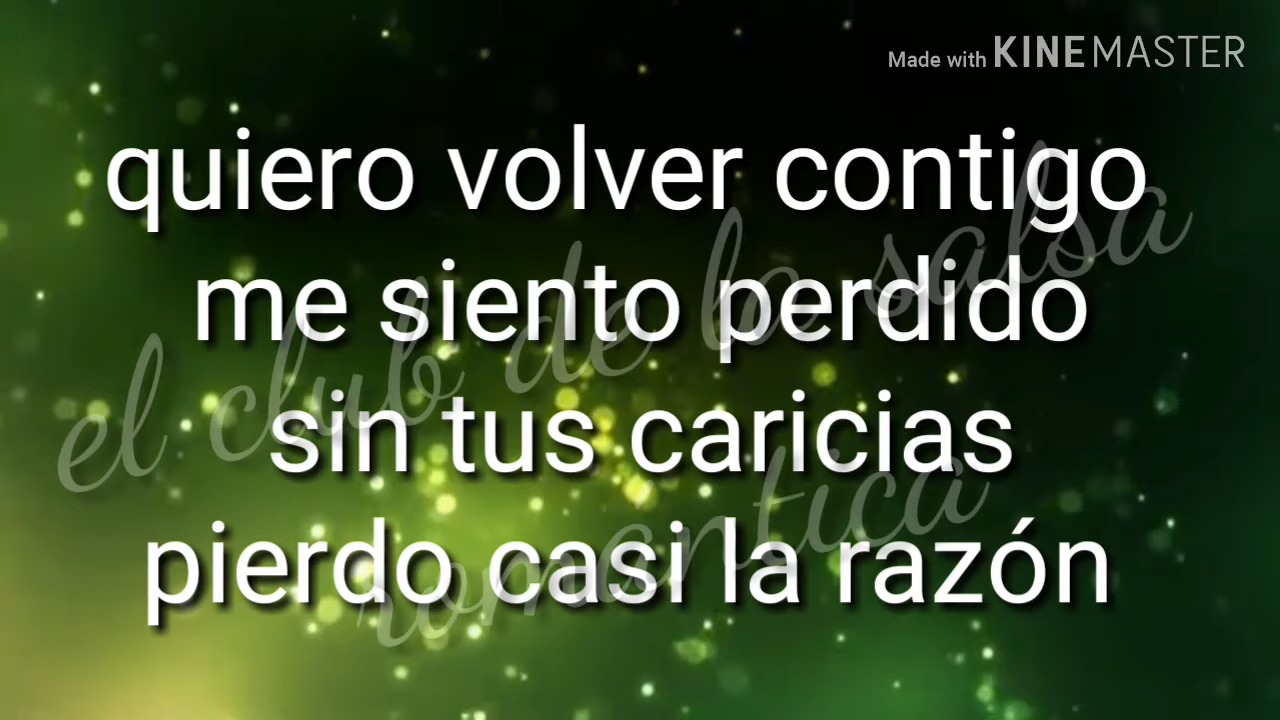 Made with KINEMASTER
quiero volver contigo
me siento perdido
sin tus caricias
pierdo casi la razón
el club de la salsa
romantica